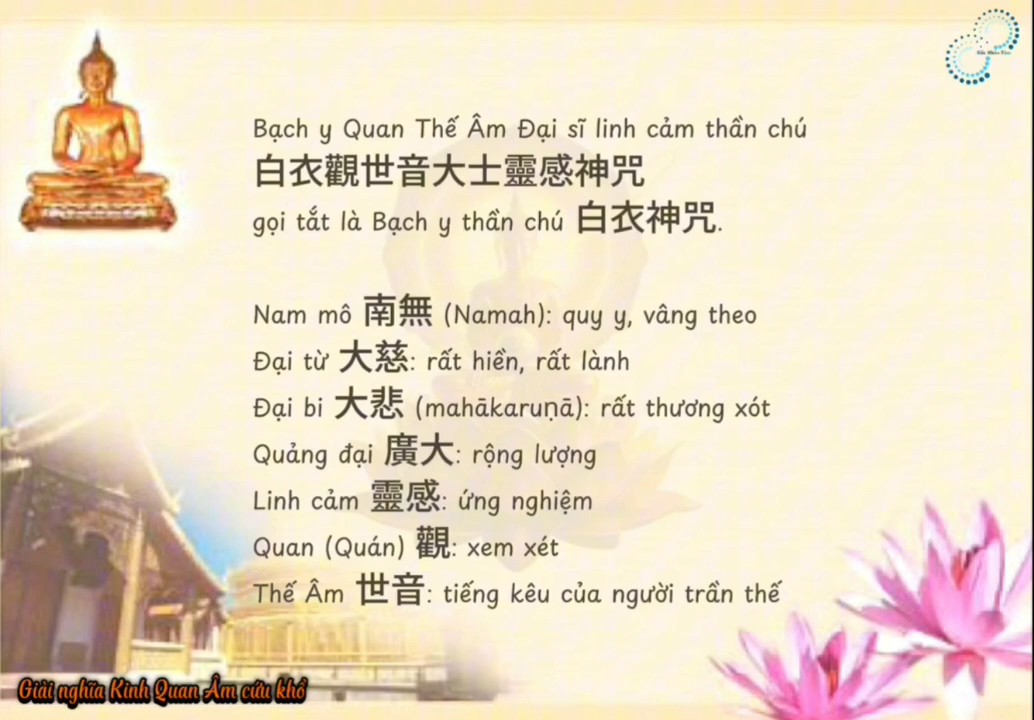 Bạch y Quan Thế Âm Đại sĩ linh cảm thần chú
白衣觀世音大士靈感神咒
gọi tắt là Bạch y thần chú 白衣神咒.
Nam mô 南無 (Namah): quy y, vâng theo
Đại từ 大慈: rất hiền, rất lành
Đại bi 大悲 (mahākaruṇā): rất thương xót
Quảng đại 廣大: rộng lượng
Linh cảm 靈感: ứng nghiệm
Quan (Quán) 觀: xem xét
Thế Âm 世音: tiếng kêu của người trần thế
Giải nghĩa Kinh Quan Âm cứu khổ